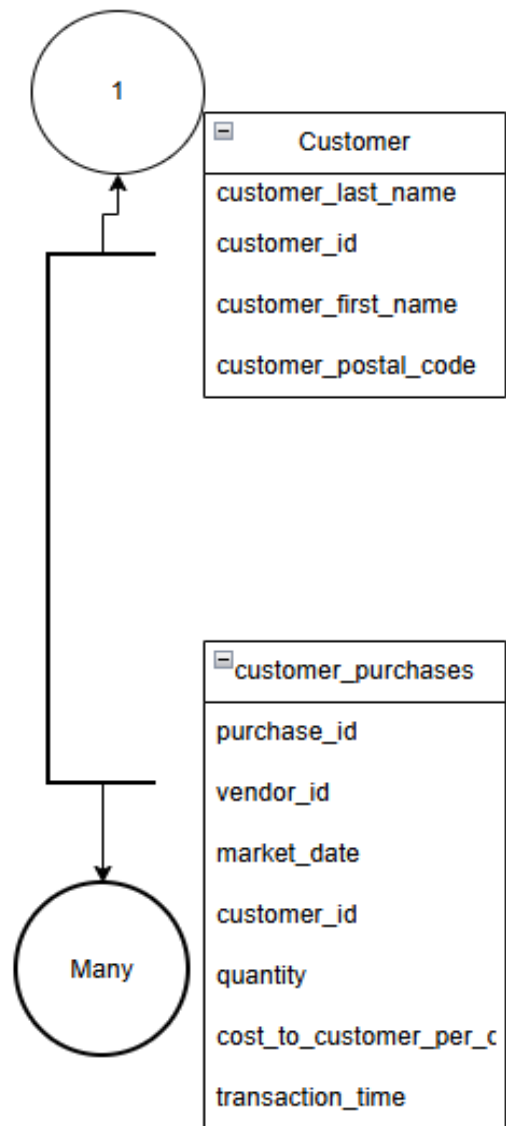 1
Customer
customer_last_name
customer_id
customer_first_name
customer_postal_code
customer_purchases
purchase_id
vendor_id
market_date
customer_id
quantity
Many
cost_to_customer_per_c
transaction_time